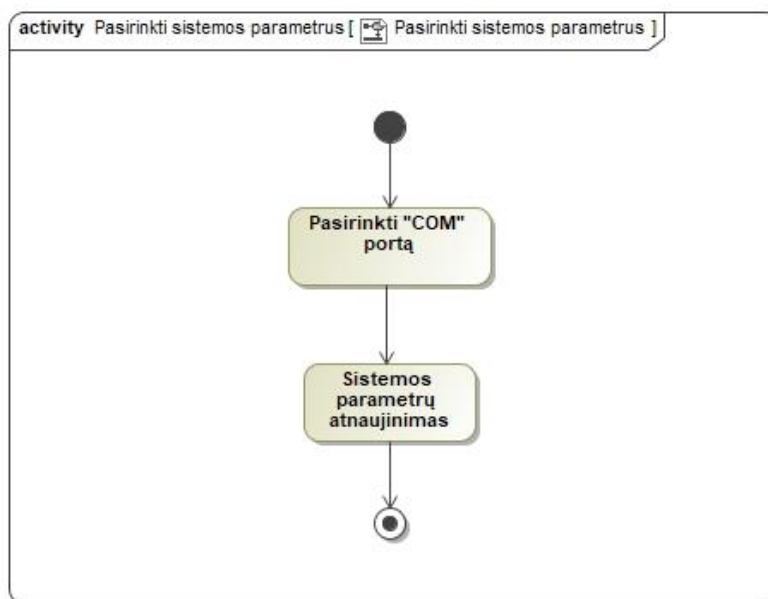 activity Pasirinkti sistemos parametrus [ Pasirinkti sistemos parametrus ]
Pasirinkti "COM"
portą
Sistemos
parametrų
atnaujinimas